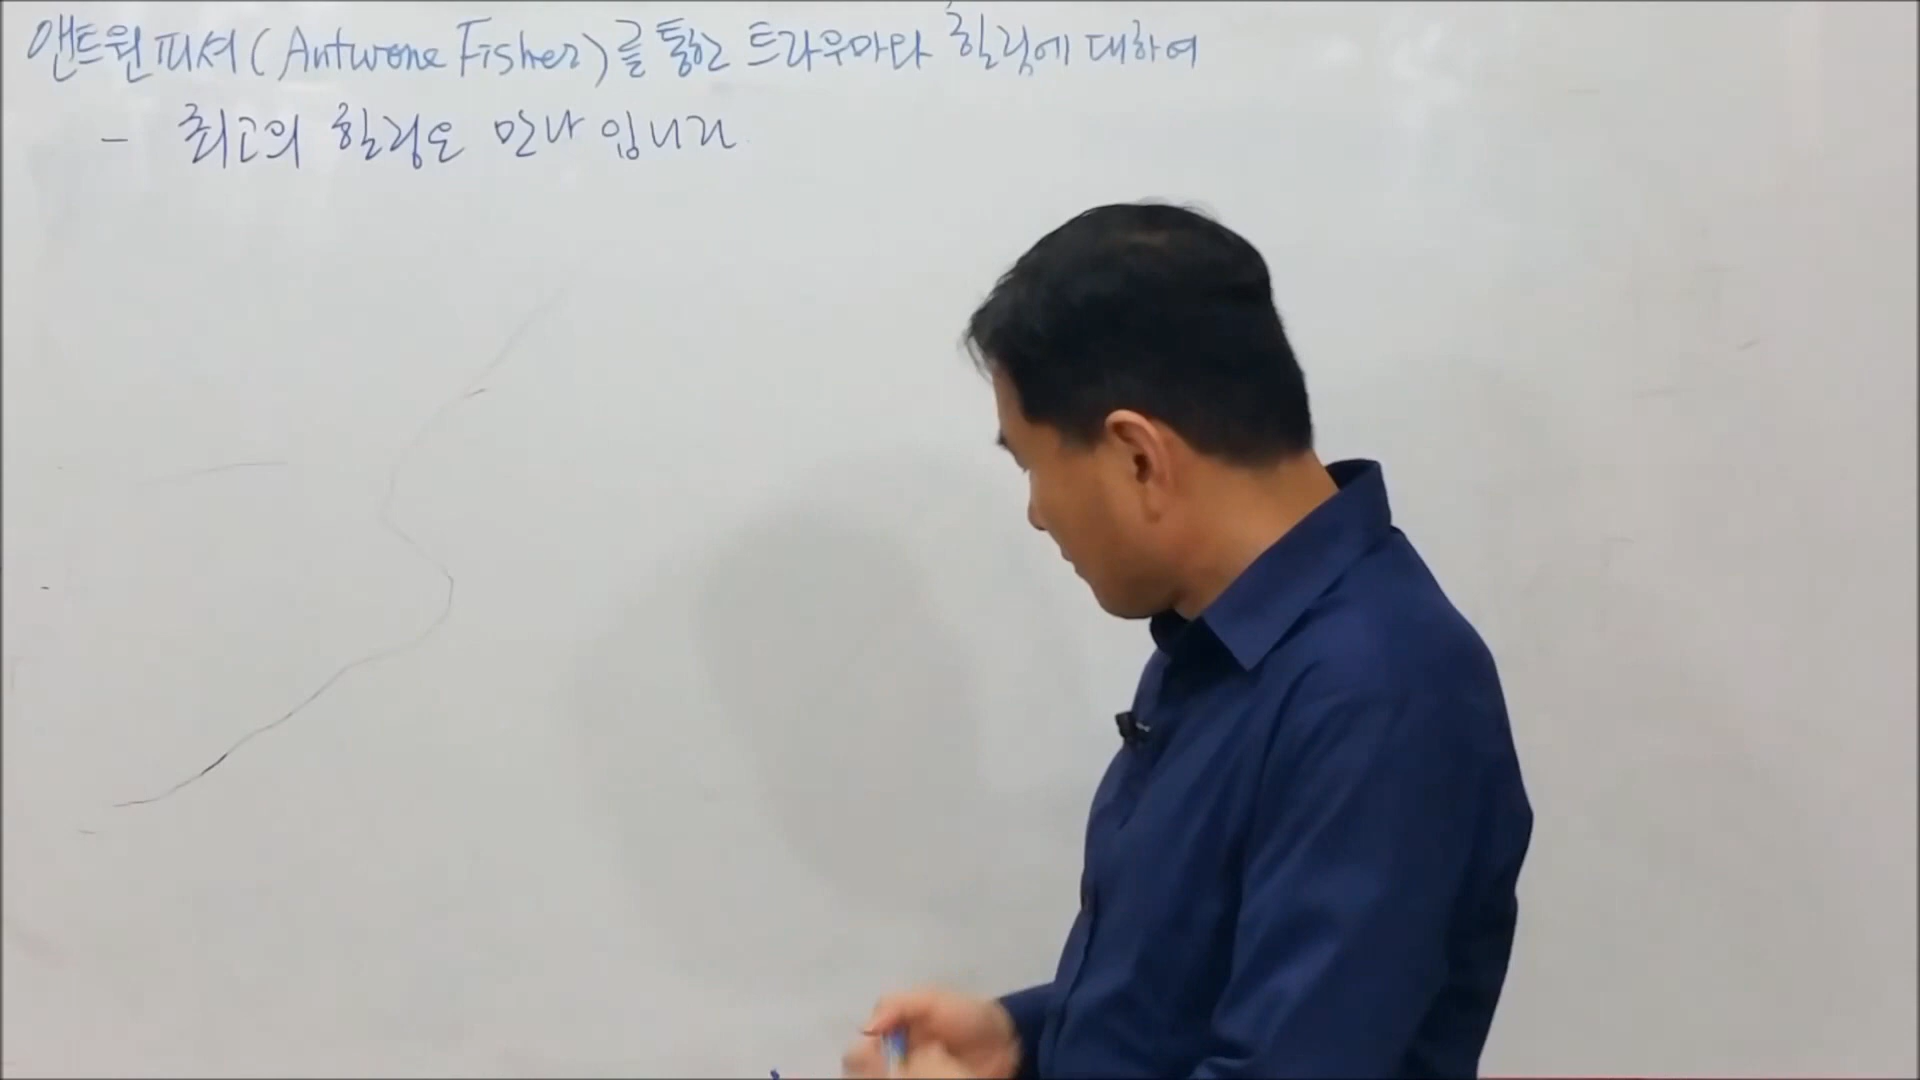 앤트원 피셔(Antwone Fisher)를 통한 트라우마와 힐링에 대하여
- 최고의 힐링은 만나입니다